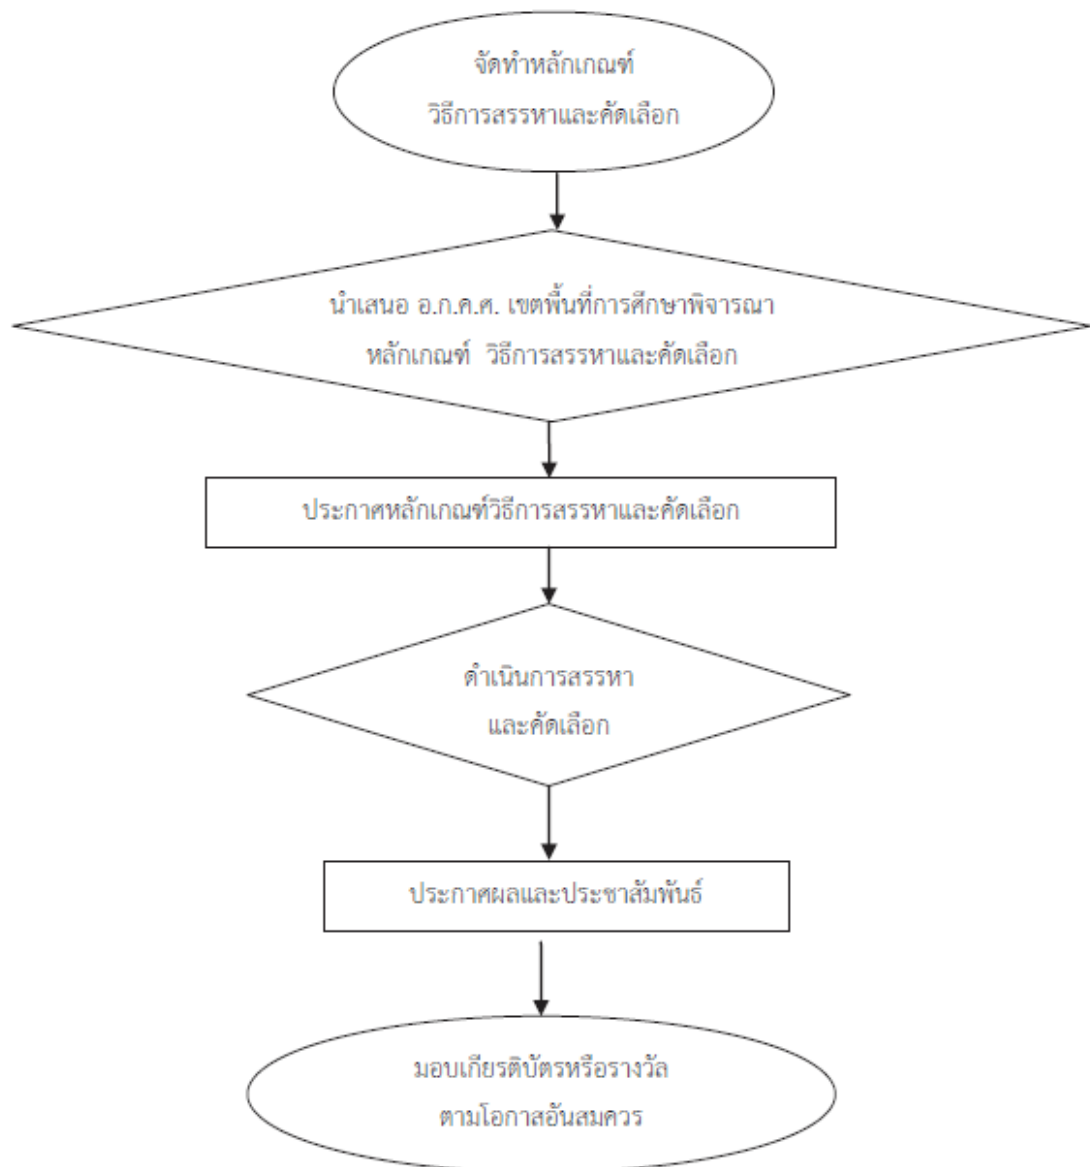 จัดทำหลักเกณฑ์
วิธีการสรรหาและคัดเลือก
นำเสนอ อ.ก.ค.ศ. เขตพื้นที่การศึกษาพิจารณา
หลักเกณฑ์ วิธีการสรรหาและคัดเลือก
ประกาศหลักเกณฑ์วิธีการสรรหาและคัดเลือก
ดำเนินการสรรหา
และคัดเลือก
ประกาศผลและประชาสัมพันธ์
มอบเกียรติบัตรหรือรางวัล
ตามโอกาสอันสมควร